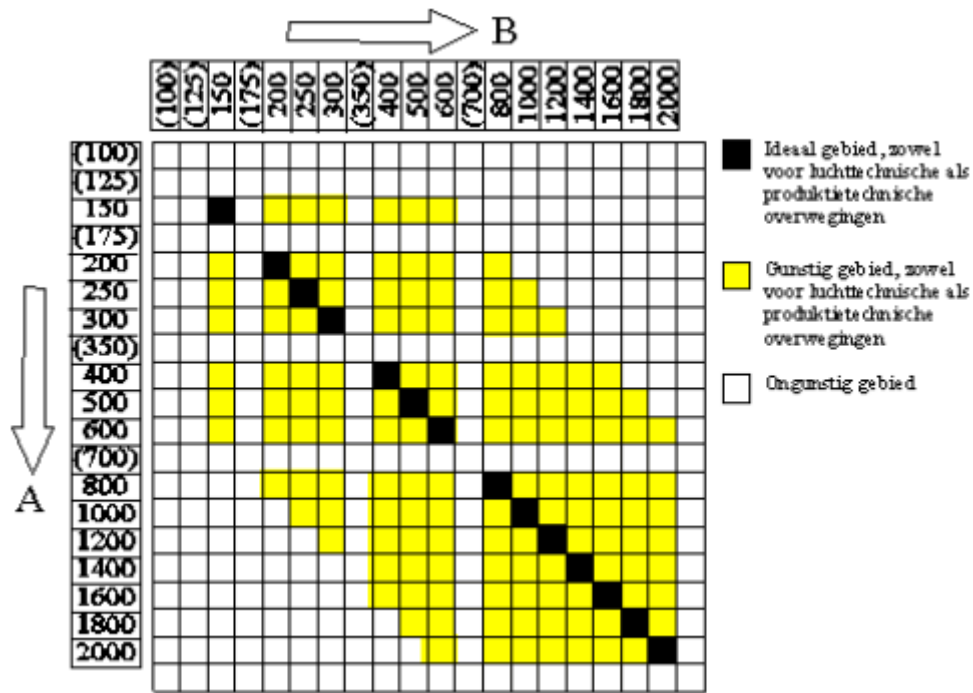 B
(100) (125) 150 (175) 200 250 300 (350) 400 500 600 (700) 800 1000 1200 1400 1600 1800 2000
(100)
(125)
150
(175)
200
250
300
(350)
400
500
600
(700)
800
1000
1200
1400
1600
1800
2000
A
Ideaal gebied, zowel
voor luchttechnische als
produktietechnische
overwegingen
Gunstig gebied, zowel
voor luchttechnische als
produktietechnische
overwegingen
Ongunstig gebied